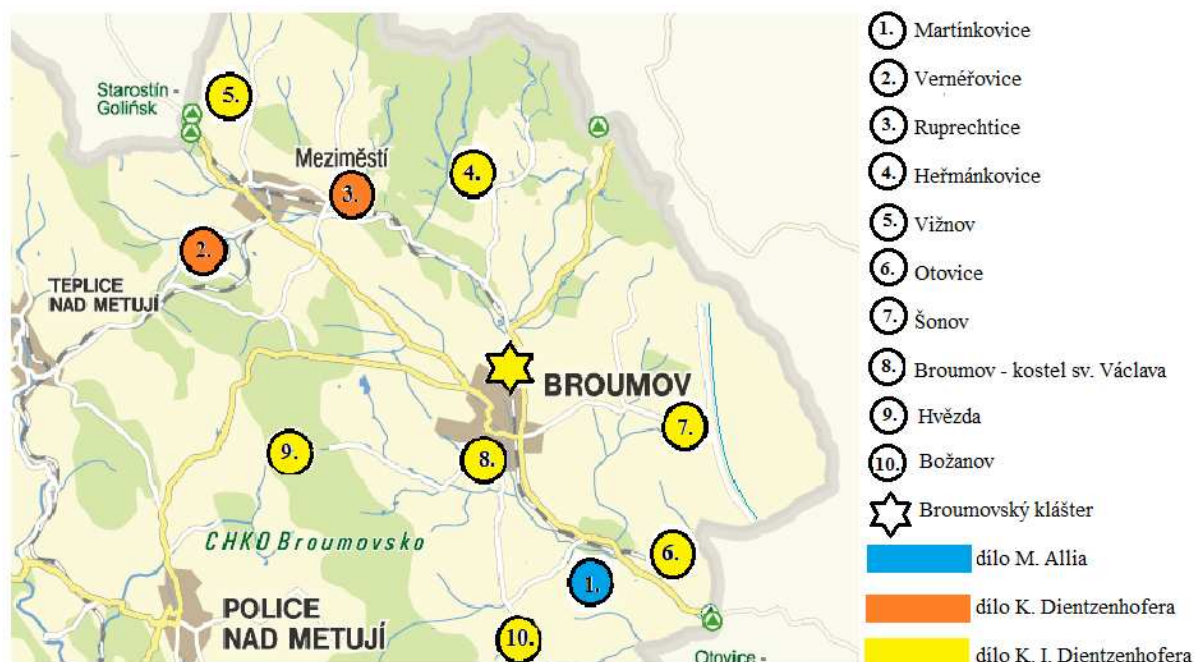 Starostín -
Golińsk
5.
Meziměstí
4.
3.
2.
TEPLICE
NAD METUJÍ
BROUMOV
7.
9.
8.
CHKO Broumovsko
6.
1.
POLICE
NAD METUJÍ
10.
Otovice -
1. Martínkovice
2. Vernéřovice
3. Ruprechtice
4. Heřmánkovice
5. Vižnov
6. Otovice
7. Šonov
8. Broumov - kostel sv. Václava
9. Hvězda
10. Božanov
Broumovský klášter
dílo M. Allia
dílo K. Dientzenhofera
dílo K. I. Dientzenhofera